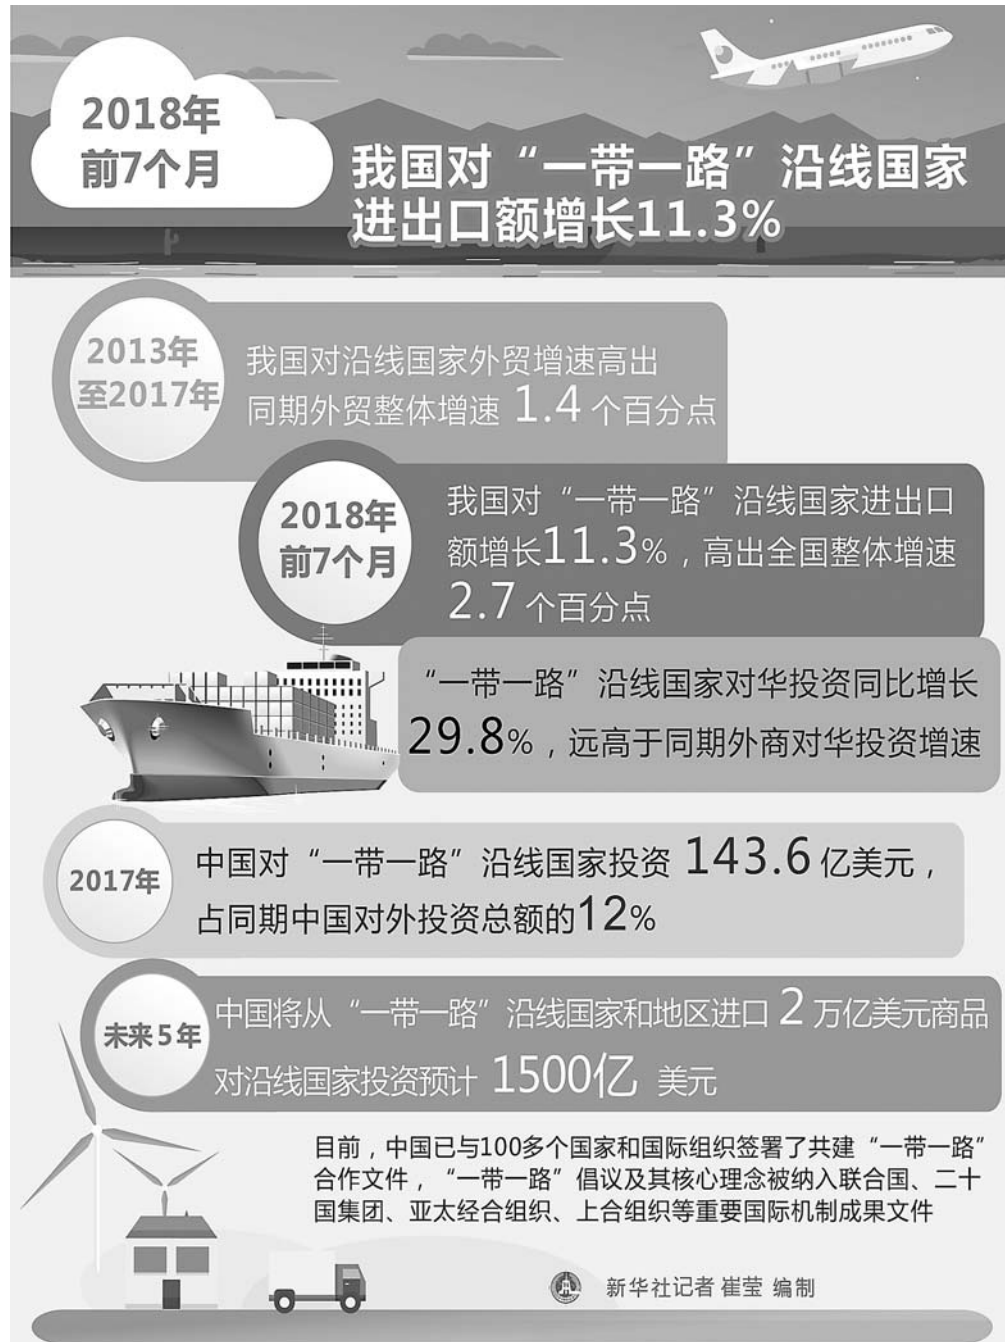 2018年
前7个月
我国对“一带一路”沿线国家
进出口额增长11.3%
2013年
至2017年
我国对沿线国家外贸增速高出
同期外贸整体增速 1.4 个百分点
2018年
前7个月
我国对“一带一路”沿线国家进出口
额增长11.3%，高出全国整体增速
2.7 个百分点
“一带一路”沿线国家对华投资同比增长
29.8%，远高于同期外商对华投资增速
2017年
中国对“一带一路”沿线国家投资 143.6 亿美元，
占同期中国对外投资总额的12%
未来5年
中国将从“一带一路”沿线国家和地区进口 2 万亿美元商品
对沿线国家投资预计 1500亿 美元
目前，中国已与100多个国家和国际组织签署了共建“一带一路”
合作文件，“一带一路”倡议及其核心理念被纳入联合国、二十
国集团、亚太经合组织、上合组织等重要国际机制成果文件
新华社记者 崔莹 编制